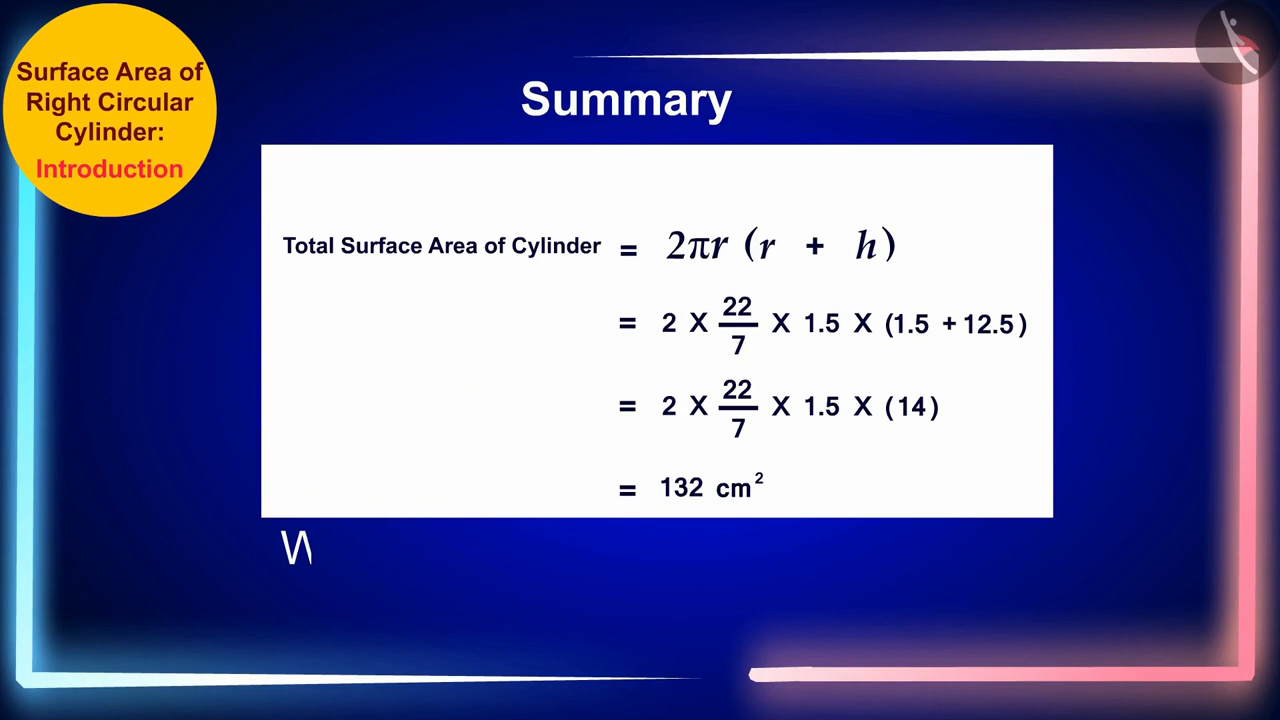 Surface Area of
Right Circular
Cylinder:
Introduction
Summary
Total Surface Area of Cylinder = 2πr (r + h)
= 2 X 22/7 X 1.5 X (1.5 + 12.5)
= 2 X 22/7 X 1.5 X (14)
= 132 cm²